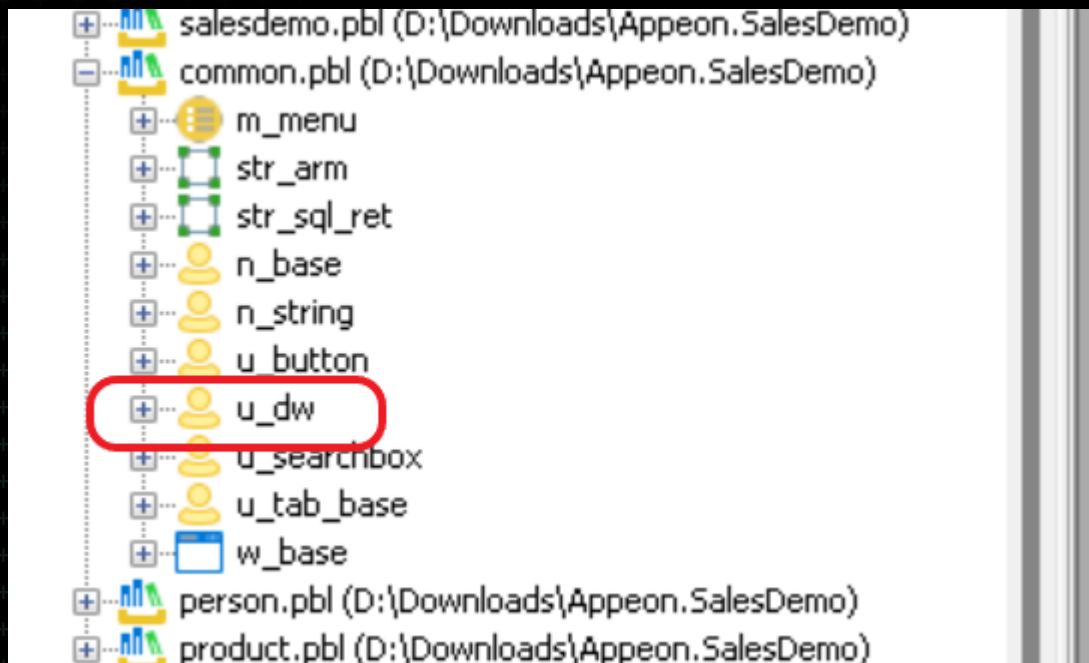 salesdemo.pbl (D:\Downloads\Appeon.SalesDemo)
common.pbl (D:\Downloads\Appeon.SalesDemo)
m_menu
str_arm
str_sql_ret
n_base
n_string
u_button
u_dw
u_searchbox
u_tab_base
w_base
person.pbl (D:\Downloads\Appeon.SalesDemo)
product.pbl (D:\Downloads\Appeon.SalesDemo)